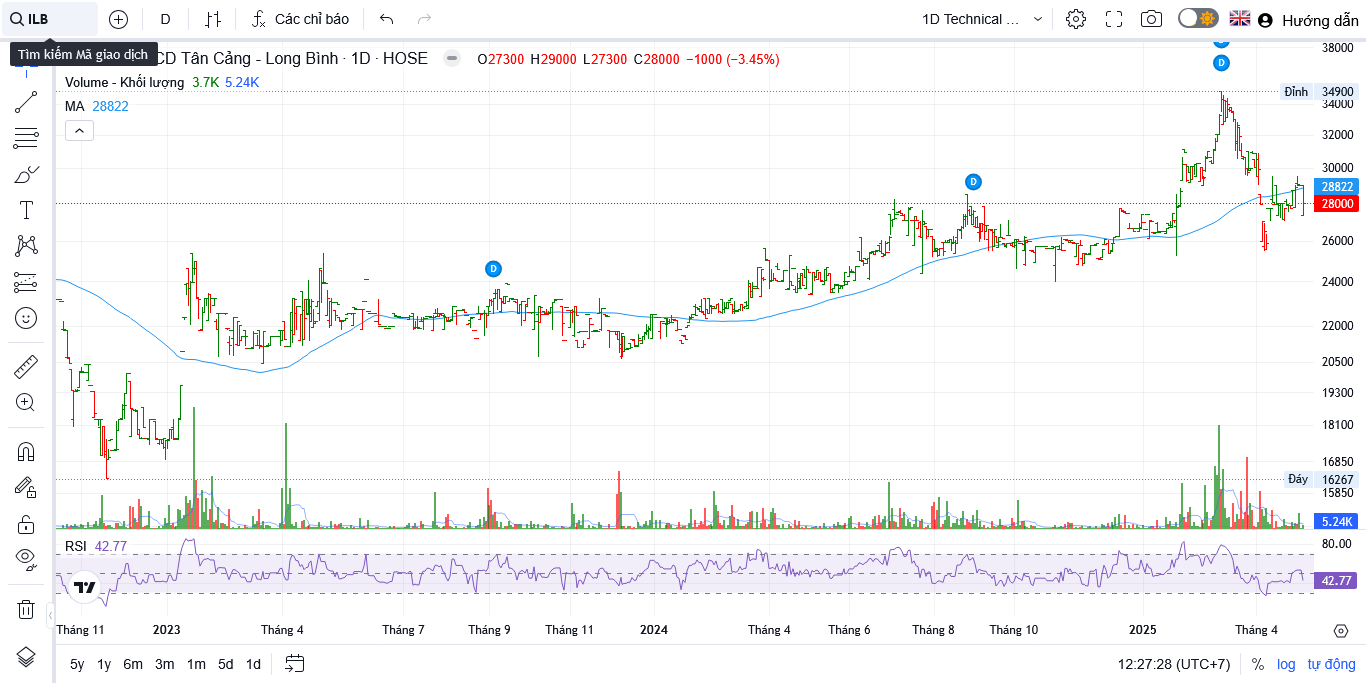 ILB
D
Các chỉ báo
1D Technical ...
Hướng dẫn
Tìm kiếm Mã giao dịch
CD Tân Cảng - Long Bình · 1D · HOSE
O27300 H29000 L27300 C28000 −1000 (−3.45%)
Volume - Khối lượng 3.7K 5.24K
MA 28822
D
D
D
38000
Đỉnh 34900
34000
32000
30000
28822
28000
26000
24000
22000
20500
19300
18100
16850
Đáy 16267
15850
5.24K
RSI 42.77
80.00
42.77
Tháng 11 2023 Tháng 4 Tháng 7 Tháng 9 Tháng 11 2024 Tháng 4 Tháng 6 Tháng 8 Tháng 10 2025 Tháng 4
5y 1y 6m 3m 1m 5d 1d
12:27:28 (UTC+7) % log tự động